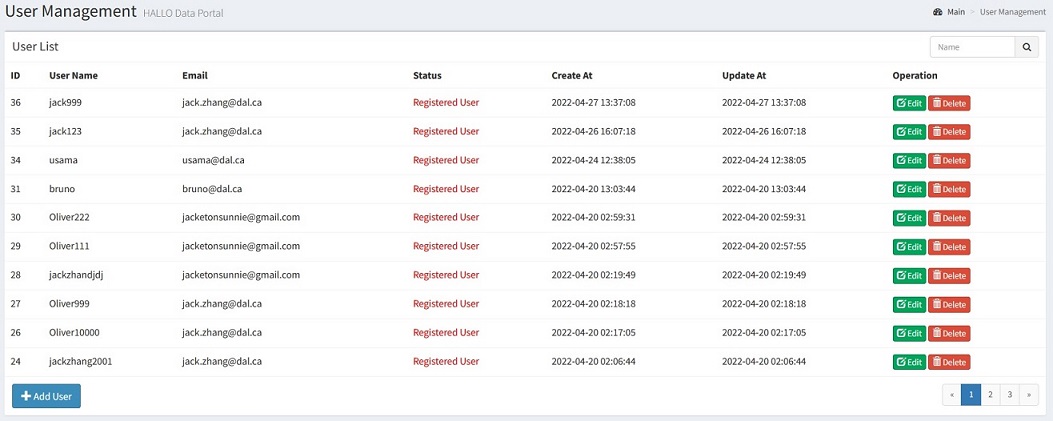 User Management HALLO Data Portal Main > User Management
User List Name
ID User Name Email Status Create At Update At Operation
36 jack999 jack.zhang@dal.ca Registered User 2022-04-27 13:37:08 2022-04-27 13:37:08 Edit Delete
35 jack123 jack.zhang@dal.ca Registered User 2022-04-26 16:07:18 2022-04-26 16:07:18 Edit Delete
34 usama usama@dal.ca Registered User 2022-04-24 12:38:05 2022-04-24 12:38:05 Edit Delete
31 bruno bruno@dal.ca Registered User 2022-04-20 13:03:44 2022-04-20 13:03:44 Edit Delete
30 Oliver222 jacketonsunnie@gmail.com Registered User 2022-04-20 02:59:31 2022-04-20 02:59:31 Edit Delete
29 Oliver111 jacketonsunnie@gmail.com Registered User 2022-04-20 02:57:55 2022-04-20 02:57:55 Edit Delete
28 jackzhandjdj jacketonsunnie@gmail.com Registered User 2022-04-20 02:19:49 2022-04-20 02:19:49 Edit Delete
27 Oliver999 jack.zhang@dal.ca Registered User 2022-04-20 02:18:18 2022-04-20 02:18:18 Edit Delete
26 Oliver10000 jack.zhang@dal.ca Registered User 2022-04-20 02:17:05 2022-04-20 02:17:05 Edit Delete
24 jackzhang2001 jack.zhang@dal.ca Registered User 2022-04-20 02:06:44 2022-04-20 02:06:44 Edit Delete
+ Add User « 1 2 3 »